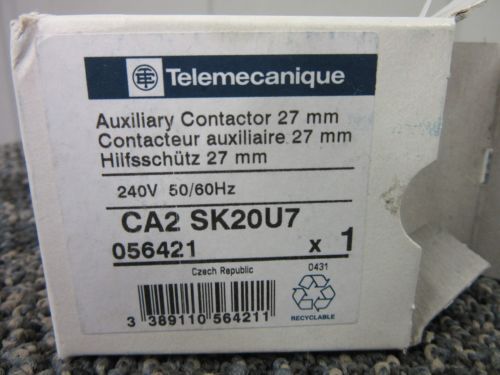 Telemecanique
Auxiliary Contactor 27 mm
Contacteur auxiliaire 27 mm
Hilfsschütz 27 mm
240V 50/60Hz
CA2 SK20U7
056421 x 1
Czech Republic 0431
3 389110 564211
RECYCLABLE